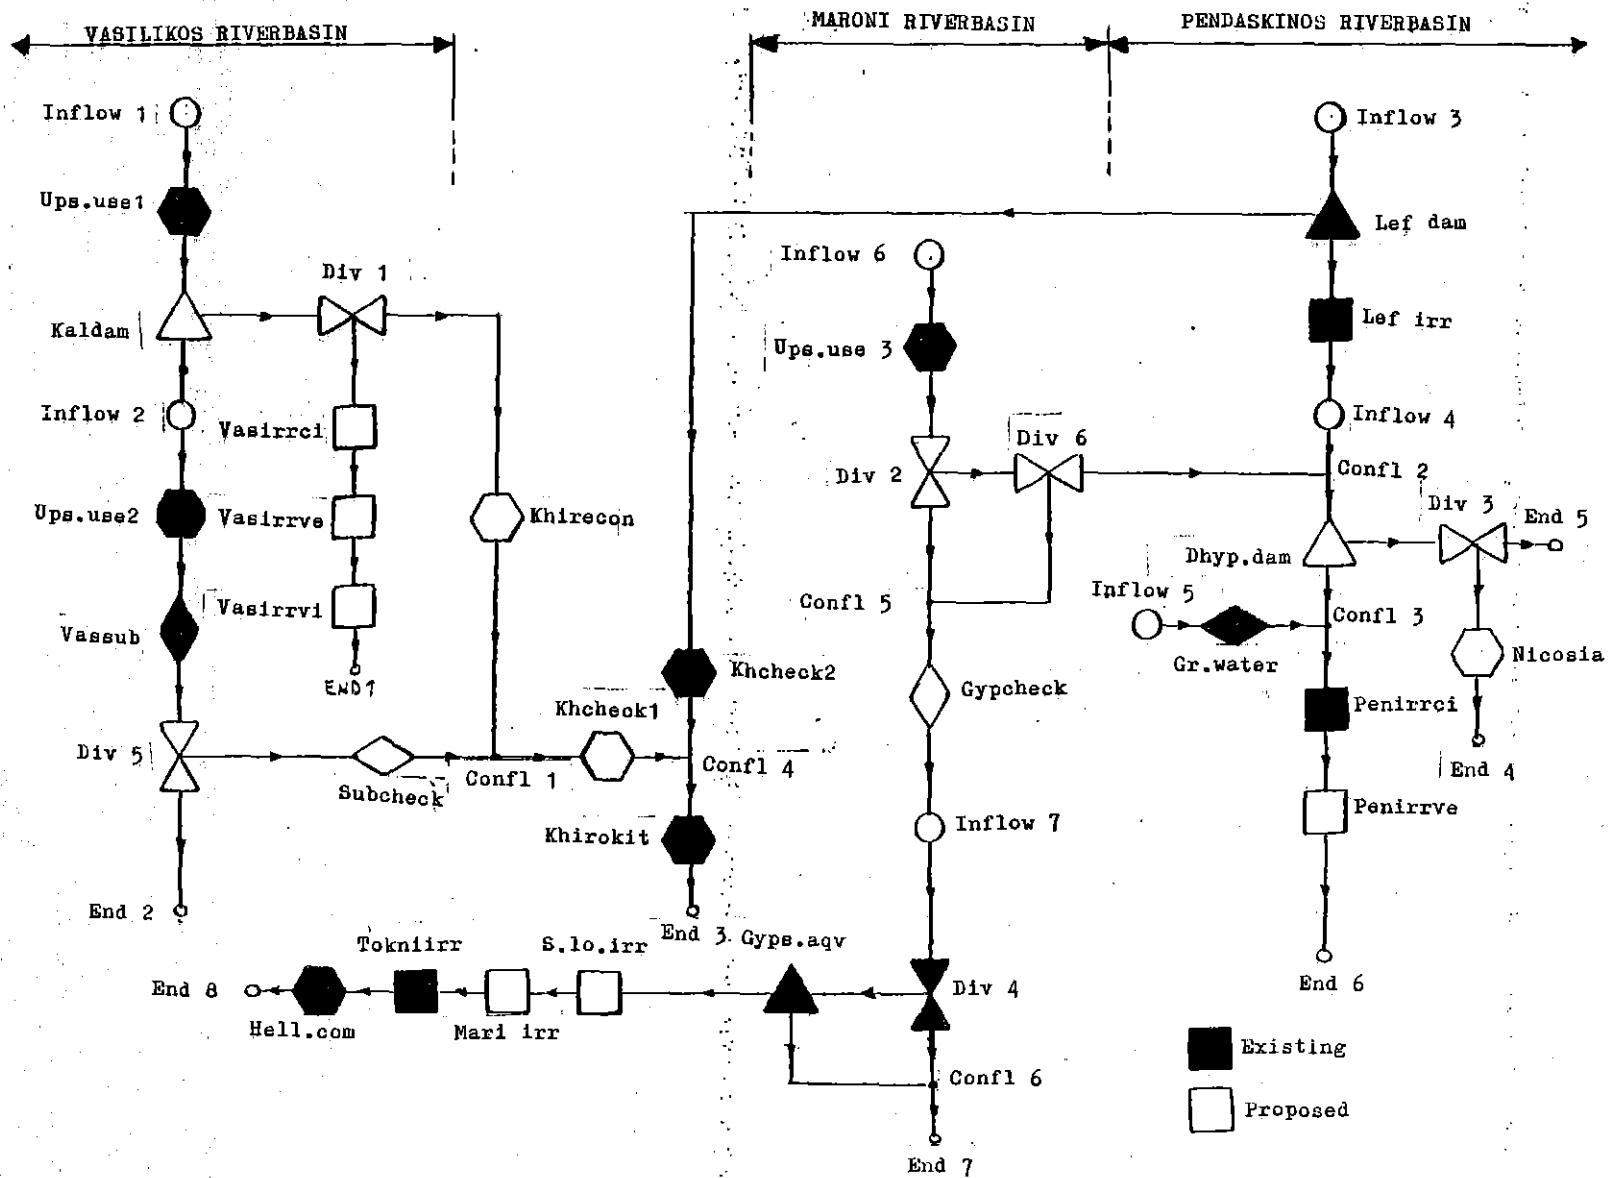 VASILIKOS RIVERBASIN
MARONI RIVERBASIN
PENDASKINOS RIVERBASIN
Inflow 1
Inflow 3
Ups.use1
Lef dam
Inflow 6
Div 1
Kaldam
Lef irr
Ups.use 3
Inflow 2
Vasirrci
Inflow 4
Div 6
Div 2
Confl 2
Div 3
Ups.use2
Vasirrve
Khirecon
End 5
Dhyp.dam
Inflow 5
Confl 5
Vasirrvi
Confl 3
Vassub
Gr.water
Nicosia
END1
Khcheck2
Gypcheck
Khcheck1
Penirrci
Div 5
Confl 1
Confl 4
End 4
Subcheck
Penirrve
Khirokit
Inflow 7
End 2
End 3
Gyps.aqv
Tokniirr
S.lo.irr
End 8
Div 4
End 6
Hell.com
Mari irr
Existing
Confl 6
Proposed
End 7